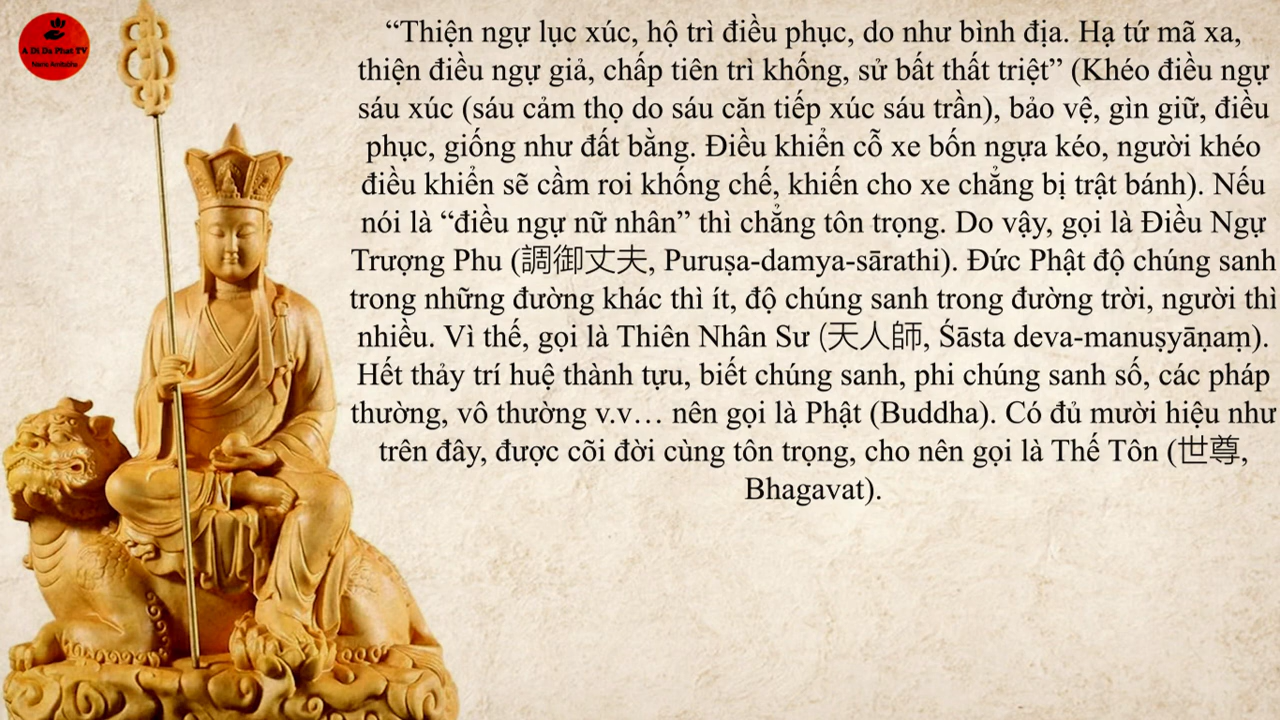 A Di Da Phat TV
“Thiện ngự lục xúc, hộ trì điều phục, do như bình địa. Hạ tứ mã xa,
thiện điều ngự giả, chấp tiên trì khống, sử bất thất triệt” (Khéo điều ngự
sáu xúc (sáu cảm thọ do sáu căn tiếp xúc sáu trần), bảo vệ, gìn giữ, điều
phục, giống như đất bằng. Điều khiển cỗ xe bốn ngựa kéo, người khéo
điều khiển sẽ cầm roi khống chế, khiến cho xe chẳng bị trật bánh). Nếu
nói là “điều ngự nữ nhân” thì chẳng tôn trọng. Do vậy, gọi là Điều Ngự
Trượng Phu (調御丈夫, Puruṣa-damya-sārathi). Đức Phật độ chúng sanh
trong những đường khác thì ít, độ chúng sanh trong đường trời, người thì
nhiều. Vì thế, gọi là Thiên Nhân Sư (天人師, Śāsta deva-manuṣyāṇaṃ).
Hết thảy trí huệ thành tựu, biết chúng sanh, phi chúng sanh số, các pháp
thường, vô thường v.v… nên gọi là Phật (Buddha). Có đủ mười hiệu như
trên đây, được cõi đời cùng tôn trọng, cho nên gọi là Thế Tôn (世尊,
Bhagavat).